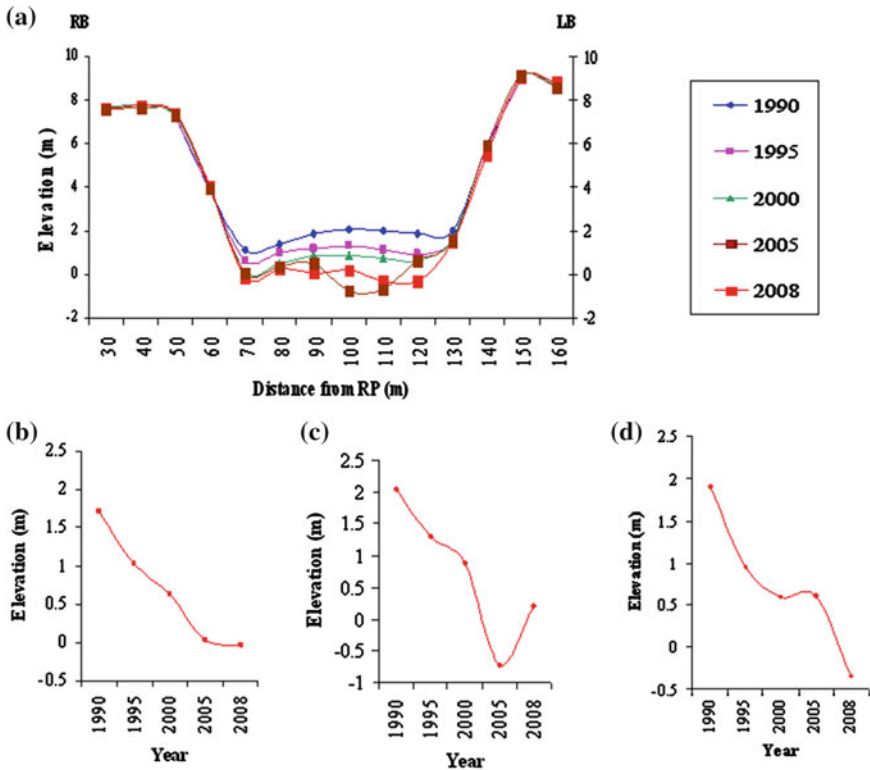 (a)
RB
LB
Elevation (m)
10
8
6
4
2
0
-2
10
8
6
4
2
0
-2
30 40 50 60 70 80 90 100 110 120 130 140 150 160
Distance from RP (m)
1990
1995
2000
2005
2008
(b)
Elevation (m)
2.5
2
1.5
1
0.5
0
-0.5
1990 1995 2000 2005 2008
Year
(c)
Elevation (m)
2.5
2
1.5
1
0.5
0
-0.5
-1
1990 1995 2000 2005 2008
Year
(d)
Elevation (m)
2.5
2
1.5
1
0.5
0
-0.5
1990 1995 2000 2005 2008
Year